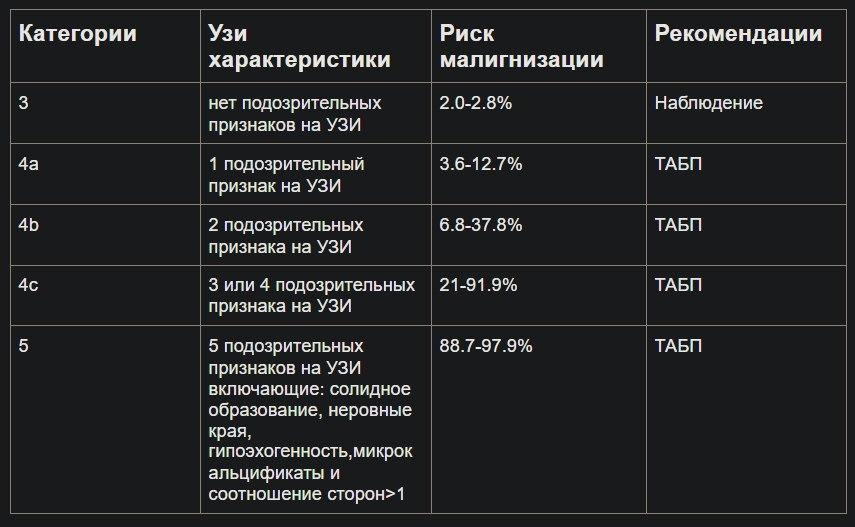 Категории
Узи
характеристики
Риск
малигнизации
Рекомендации
3
нет подозрительных
признаков на УЗИ
2.0-2.8%
Наблюдение
4a
1 подозрительный
признак на УЗИ
3.6-12.7%
ТАБП
4b
2 подозрительных
признака на УЗИ
6.8-37.8%
ТАБП
4c
3 или 4 подозрительных
признака на УЗИ
21-91.9%
ТАБП
5
5 подозрительных
признаков на УЗИ
включающие: солидное
образование, неровные
края,
гипоэхогенность,микрок
альцификаты и
соотношение сторон>1
88.7-97.9%
ТАБП